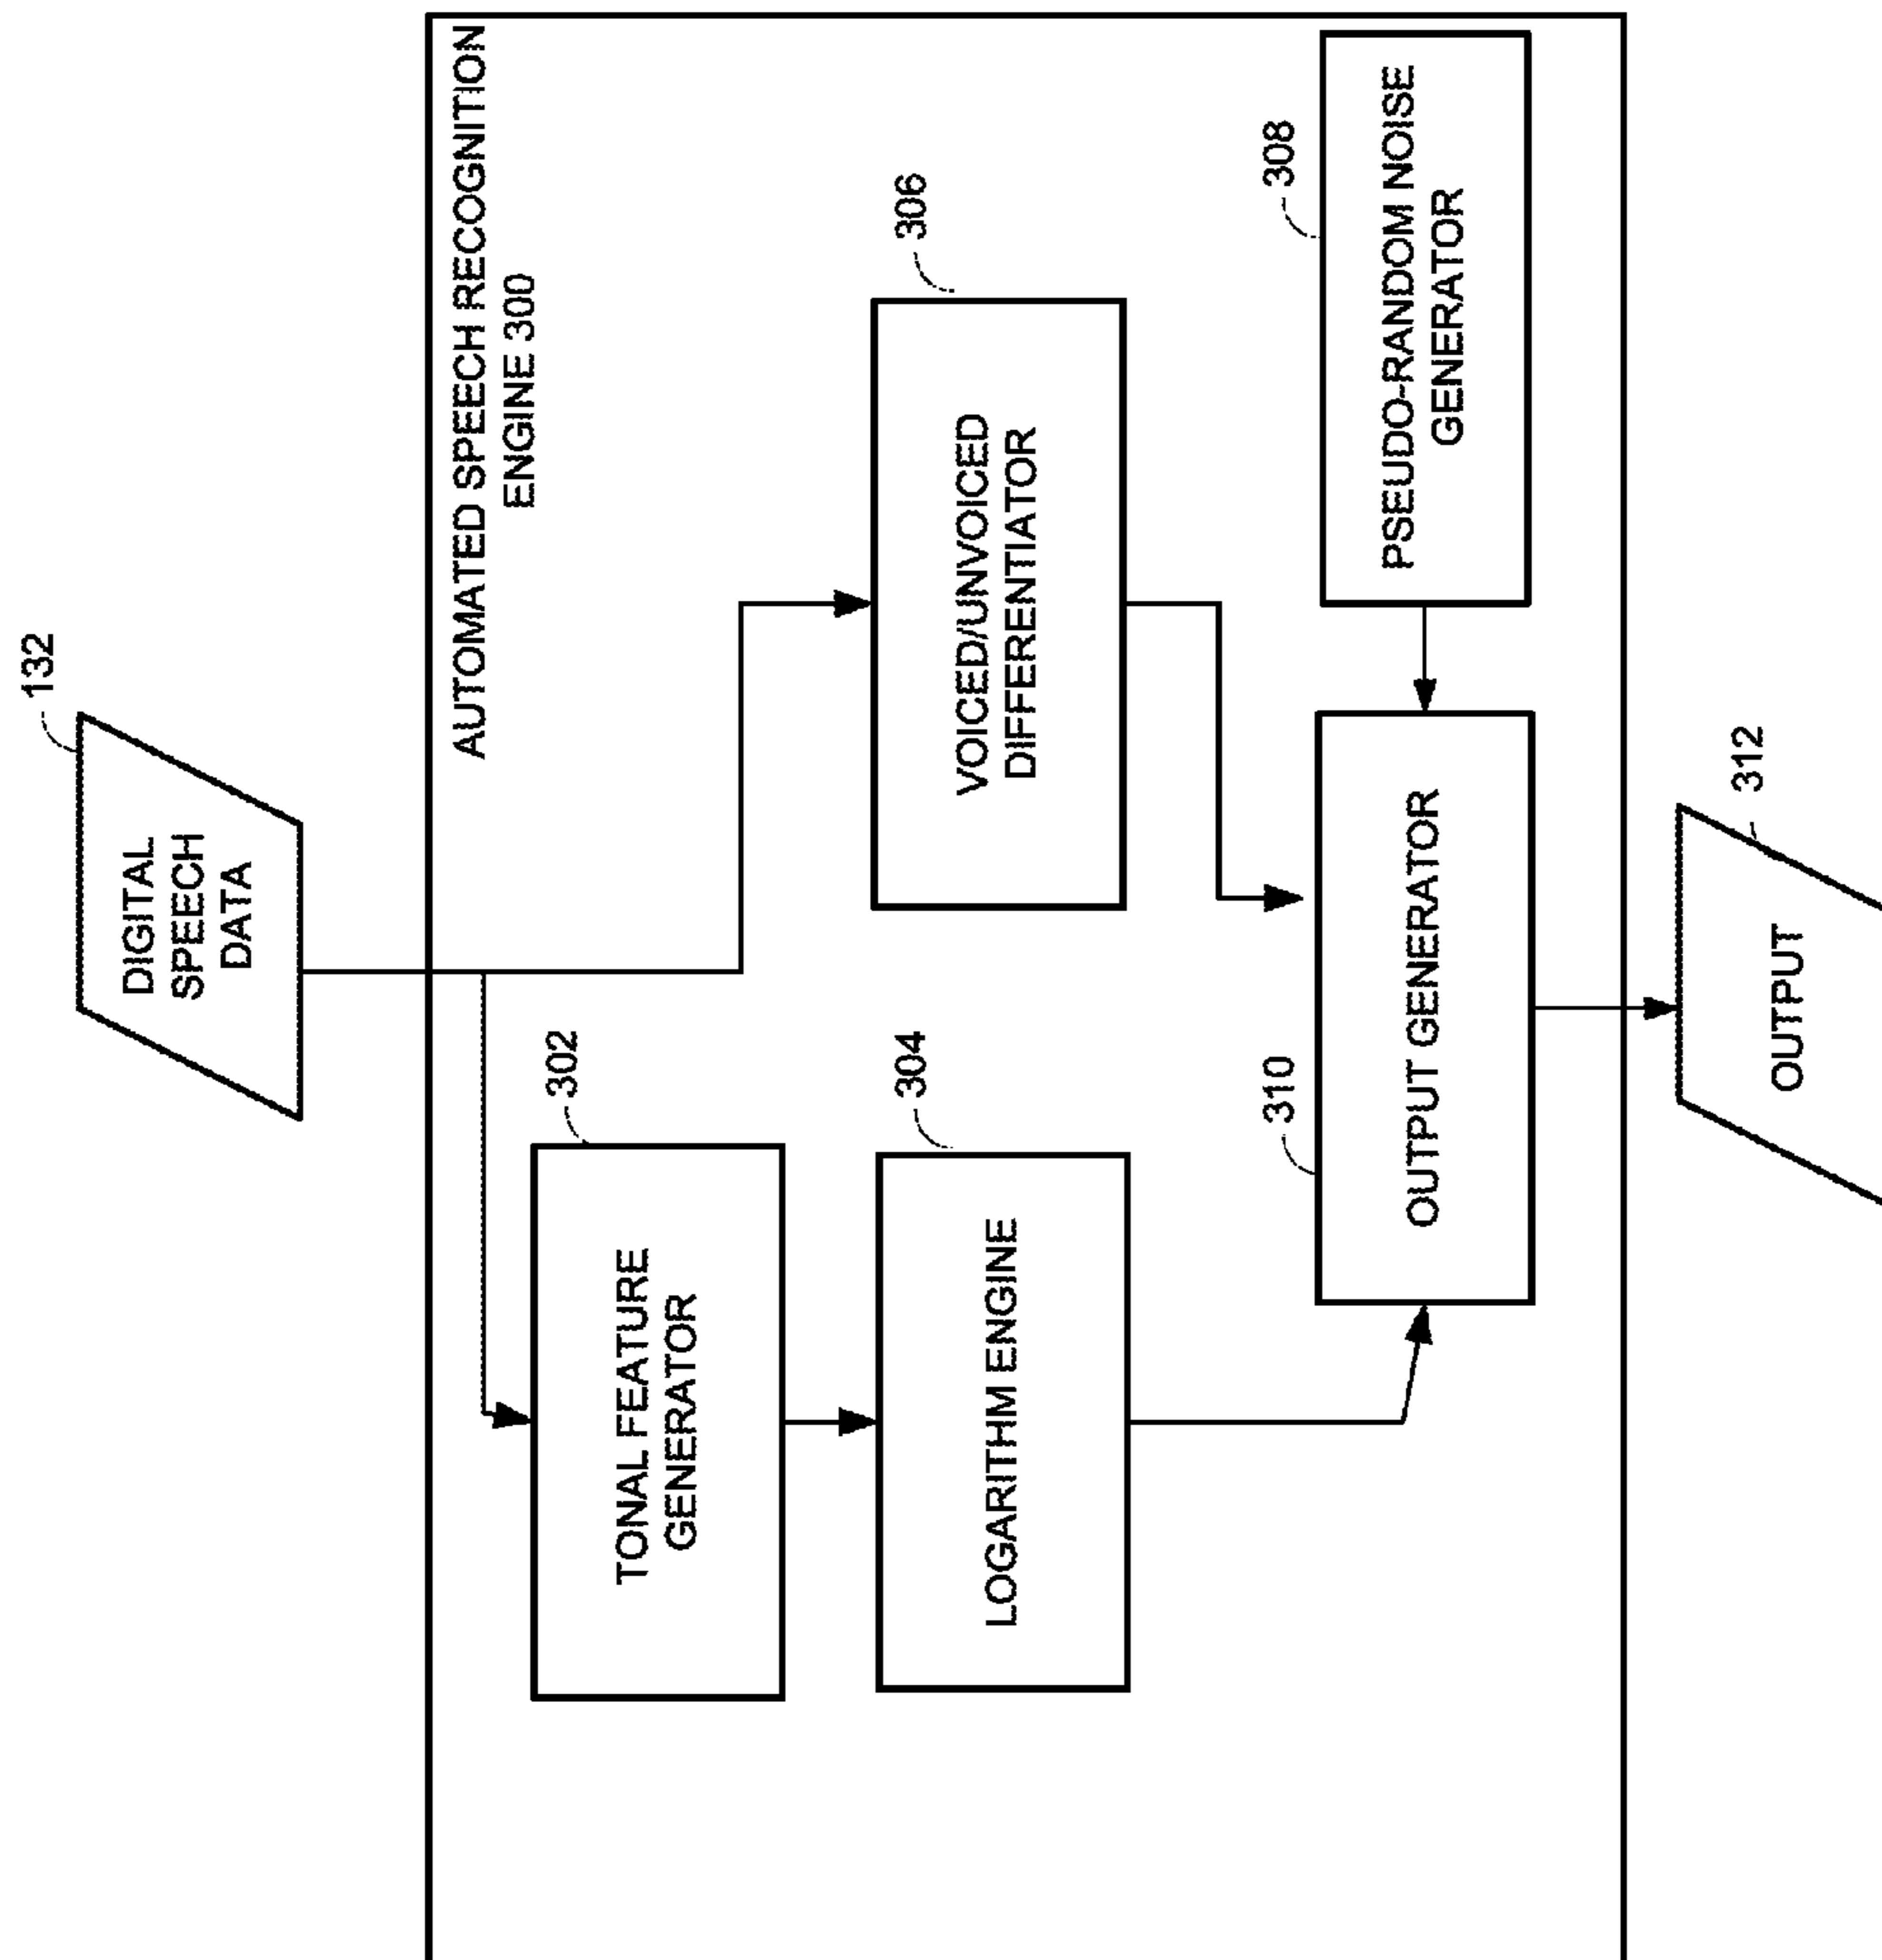 132
DIGITAL
SPEECH
DATA
AUTOMATED SPEECH RECOGNITION
ENGINE 300
302
TONAL FEATURE
GENERATOR
304
LOGARITHM ENGINE
306
VOICED/UNVOICED
DIFFERENTIATOR
308
PSEUDO-RANDOM NOISE
GENERATOR
310
OUTPUT GENERATOR
312
OUTPUT